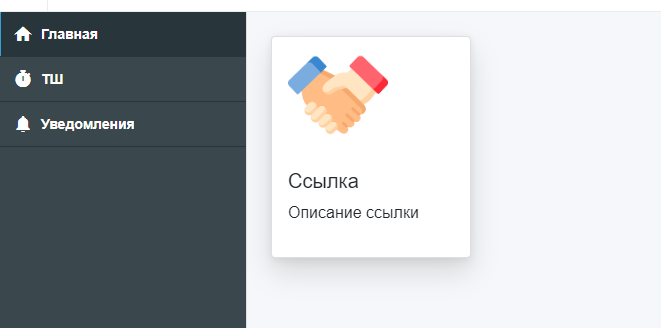 Главная
ТШ
Уведомления
Ссылка
Описание ссылки